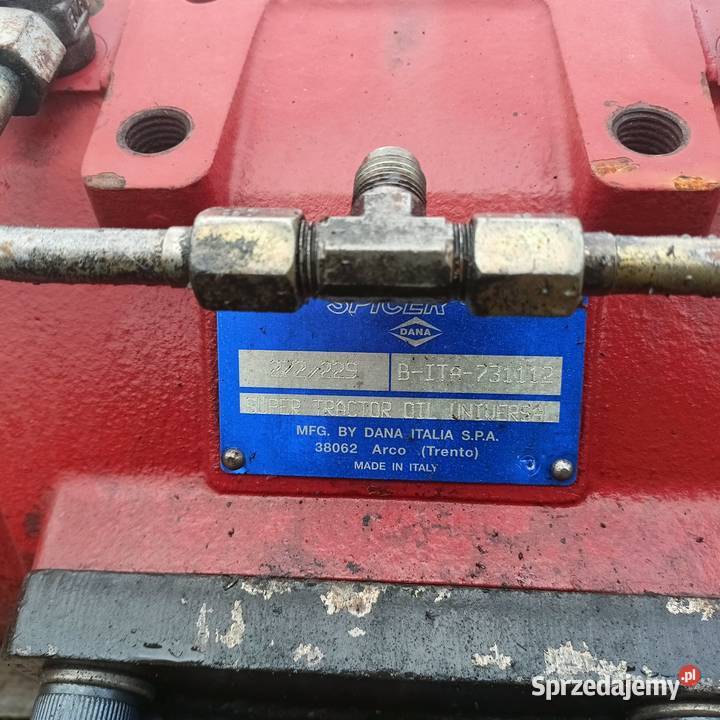 SPICER
DANA
272/229 B-ITA-731112
SUPER TRACTOR OIL UNIVERSAL
MFG. BY DANA ITALIA S.P.A.
38062 Arco (Trento)
MADE IN ITALY
Sprzedajemy.pl